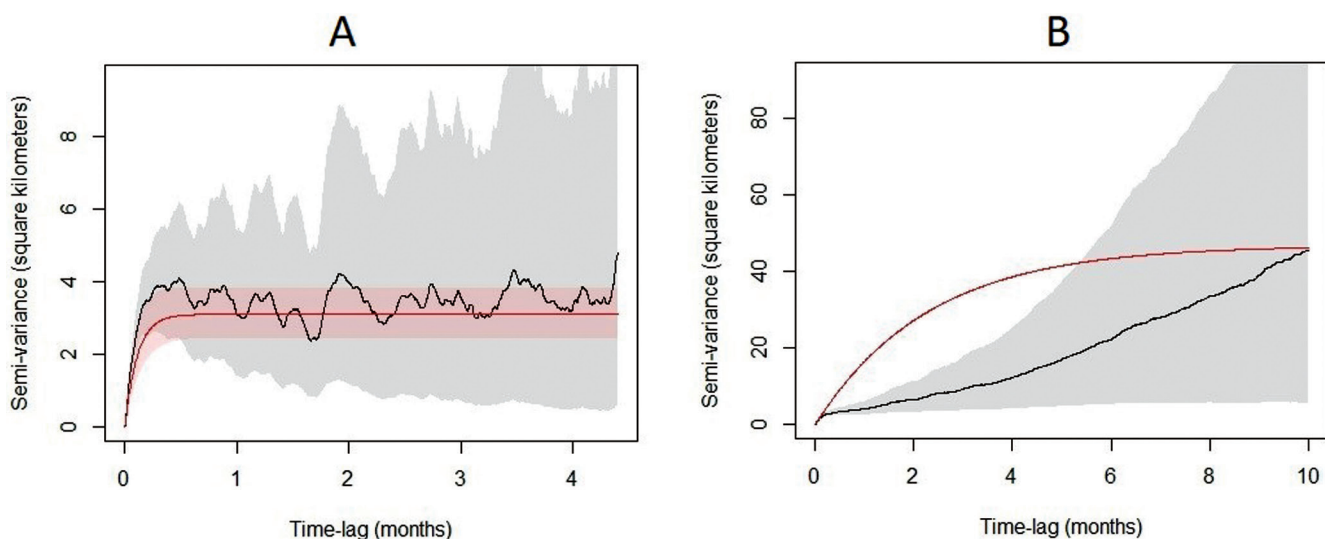 A
Semi-variance (square kilometers)
8
6
4
2
0
0 1 2 3 4
Time-lag (months)
B
Semi-variance (square kilometers)
80
60
40
20
0
0 2 4 6 8 10
Time-lag (months)